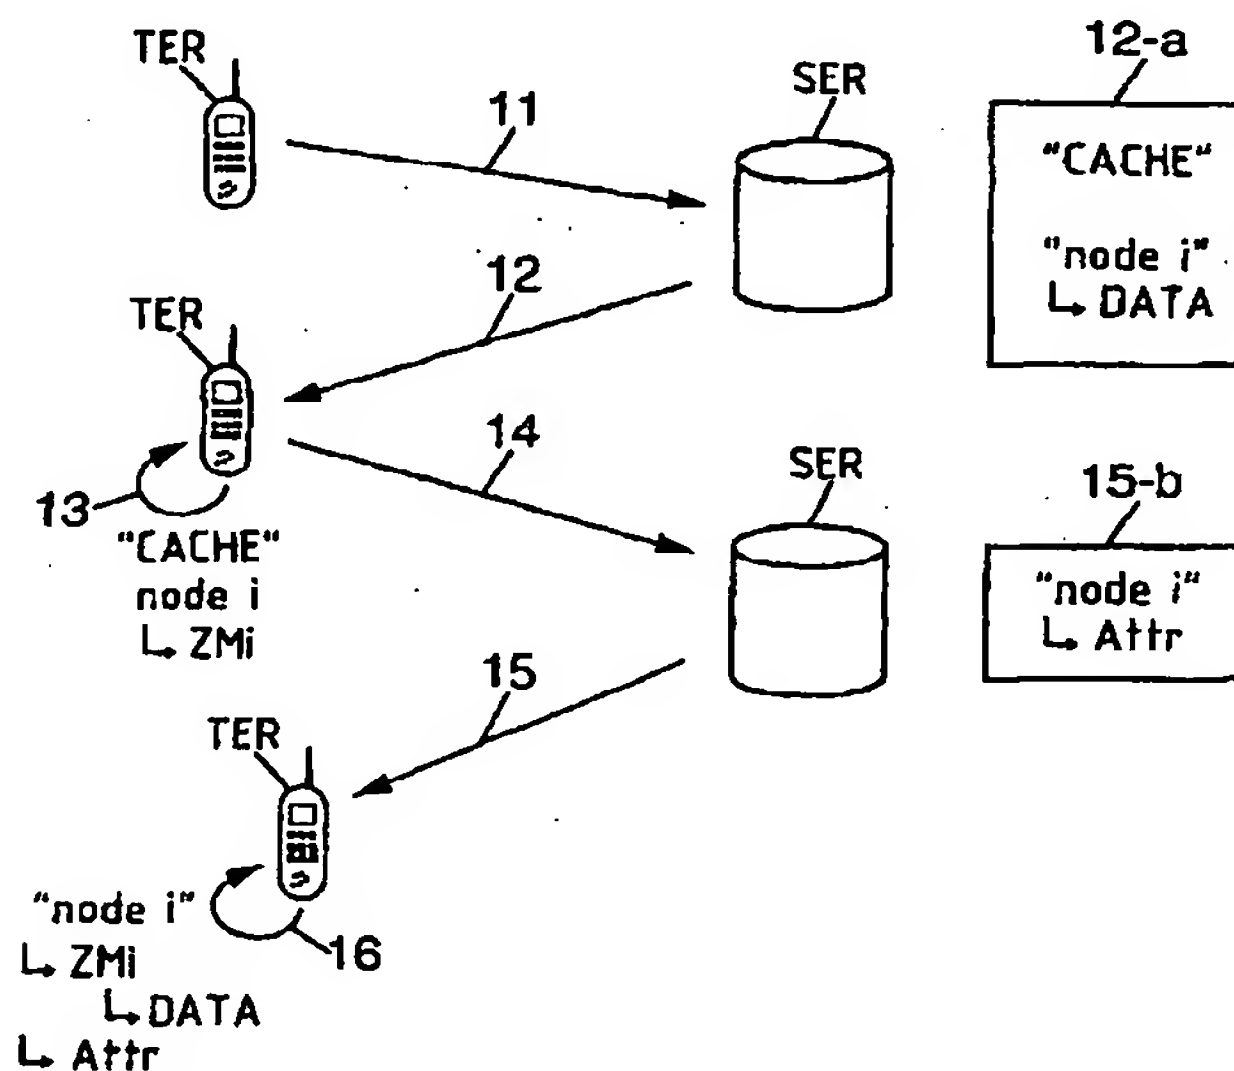 TER
11
SER
12-a
"CACHE"
"node i"
↳ DATA
12
TER
13
"CACHE"
node i
↳ ZMi
14
SER
15-b
"node i"
↳ Attr
15
TER
"node i"
16
↳ ZMi
↳ DATA
↳ Attr